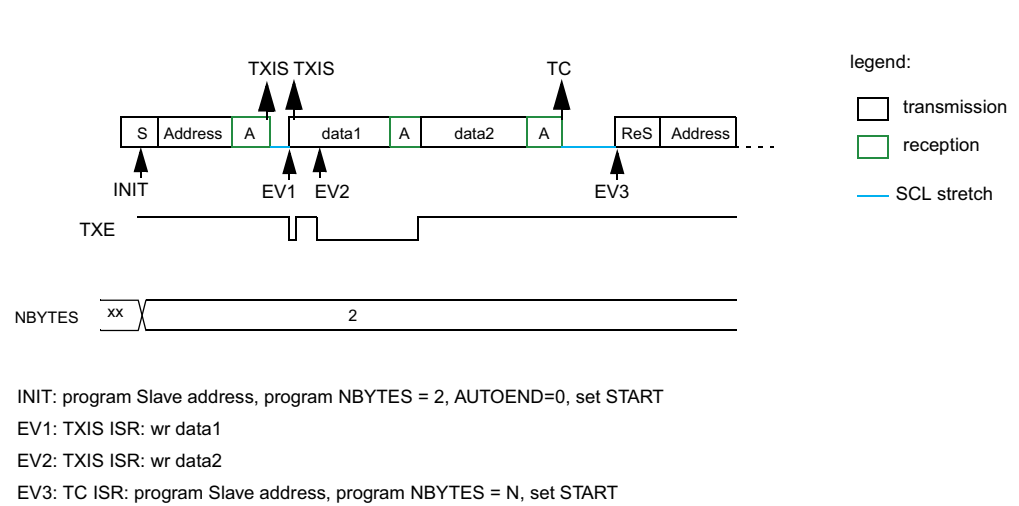 TXIS TXIS TC
legend:
S Address A data1 A data2 A ReS Address
transmission
reception
INIT EV1 EV2 EV3
SCL stretch
TXE
NBYTES xx 2
INIT: program Slave address, program NBYTES = 2, AUTOEND=0, set START
EV1: TXIS ISR: wr data1
EV2: TXIS ISR: wr data2
EV3: TC ISR: program Slave address, program NBYTES = N, set START